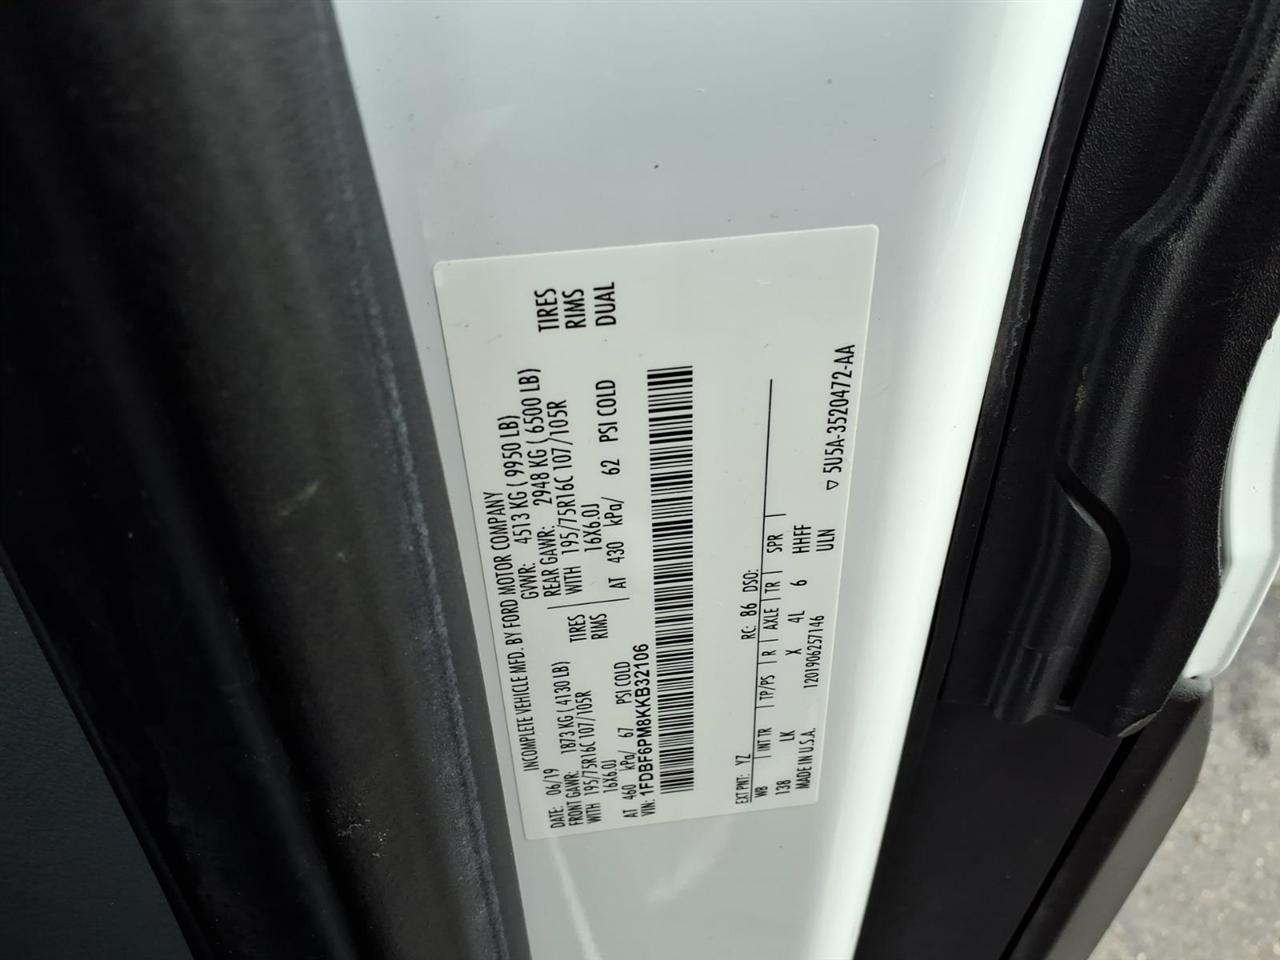 INCOMPLETE VEHICLE MFD. BY FORD MOTOR COMPANY
DATE: 06/19 GVWR: 4513 KG ( 9950 LB)
FRONT GAWR: 1873 KG ( 4130 LB) REAR GAWR: 2948 KG ( 6500 LB)
WITH 195/75R16C 107/105R TIRES WITH 195/75R16C 107/105R TIRES
16X6.0J RIMS 16X6.0J RIMS
AT 460 kPa/ 67 PSI COLD AT 430 kPa/ 62 PSI COLD DUAL
VIN: 1FDBF6PM8KKB32106
EXT PNT: YZ RC: 86 DSO:
WB INT TR TP/PS R AXLE TR SPR
138 LK X 4L 6 HHFF
MADE IN U.S.A. 1201906257146 ULN
▽ 5U5A-3520472-AA